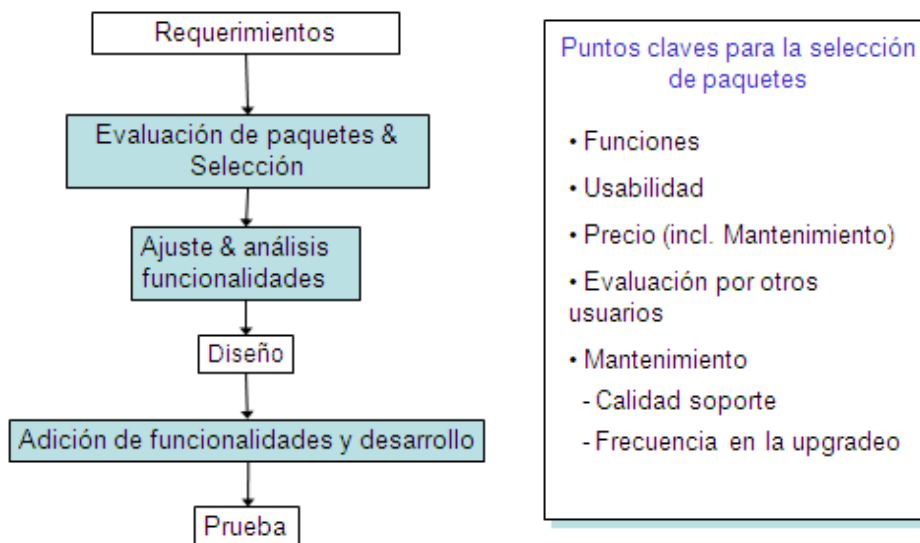 Requerimientos
Evaluación de paquetes &
Selección
Ajuste & análisis
funcionalidades
Diseño
Adición de funcionalidades y desarrollo
Prueba
Puntos claves para la selección
de paquetes
• Funciones
• Usabilidad
• Precio (incl. Mantenimiento)
• Evaluación por otros
usuarios
• Mantenimiento
- Calidad soporte
- Frecuencia en la upgradeo